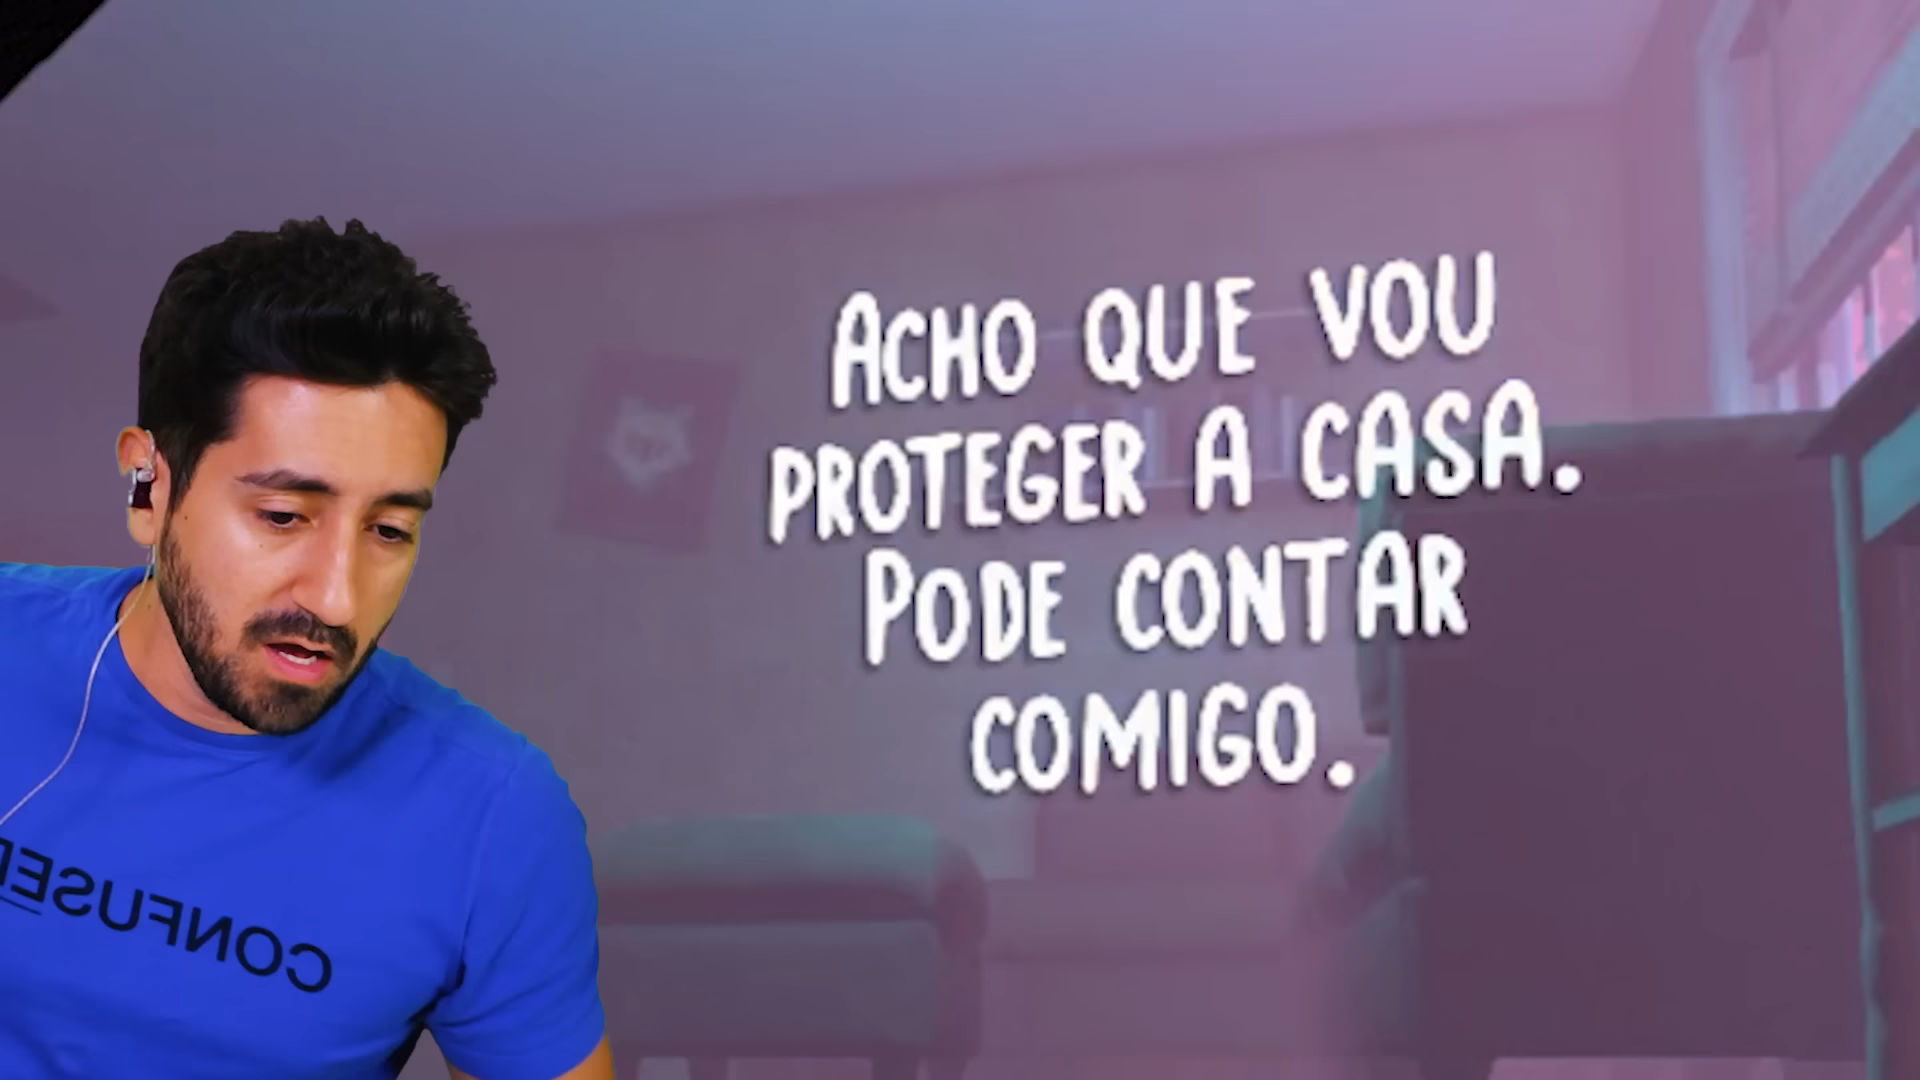 ACHO QUE VOU
PROTEGER A CASA.
PODE CONTAR
COMIGO.
CONFUSED